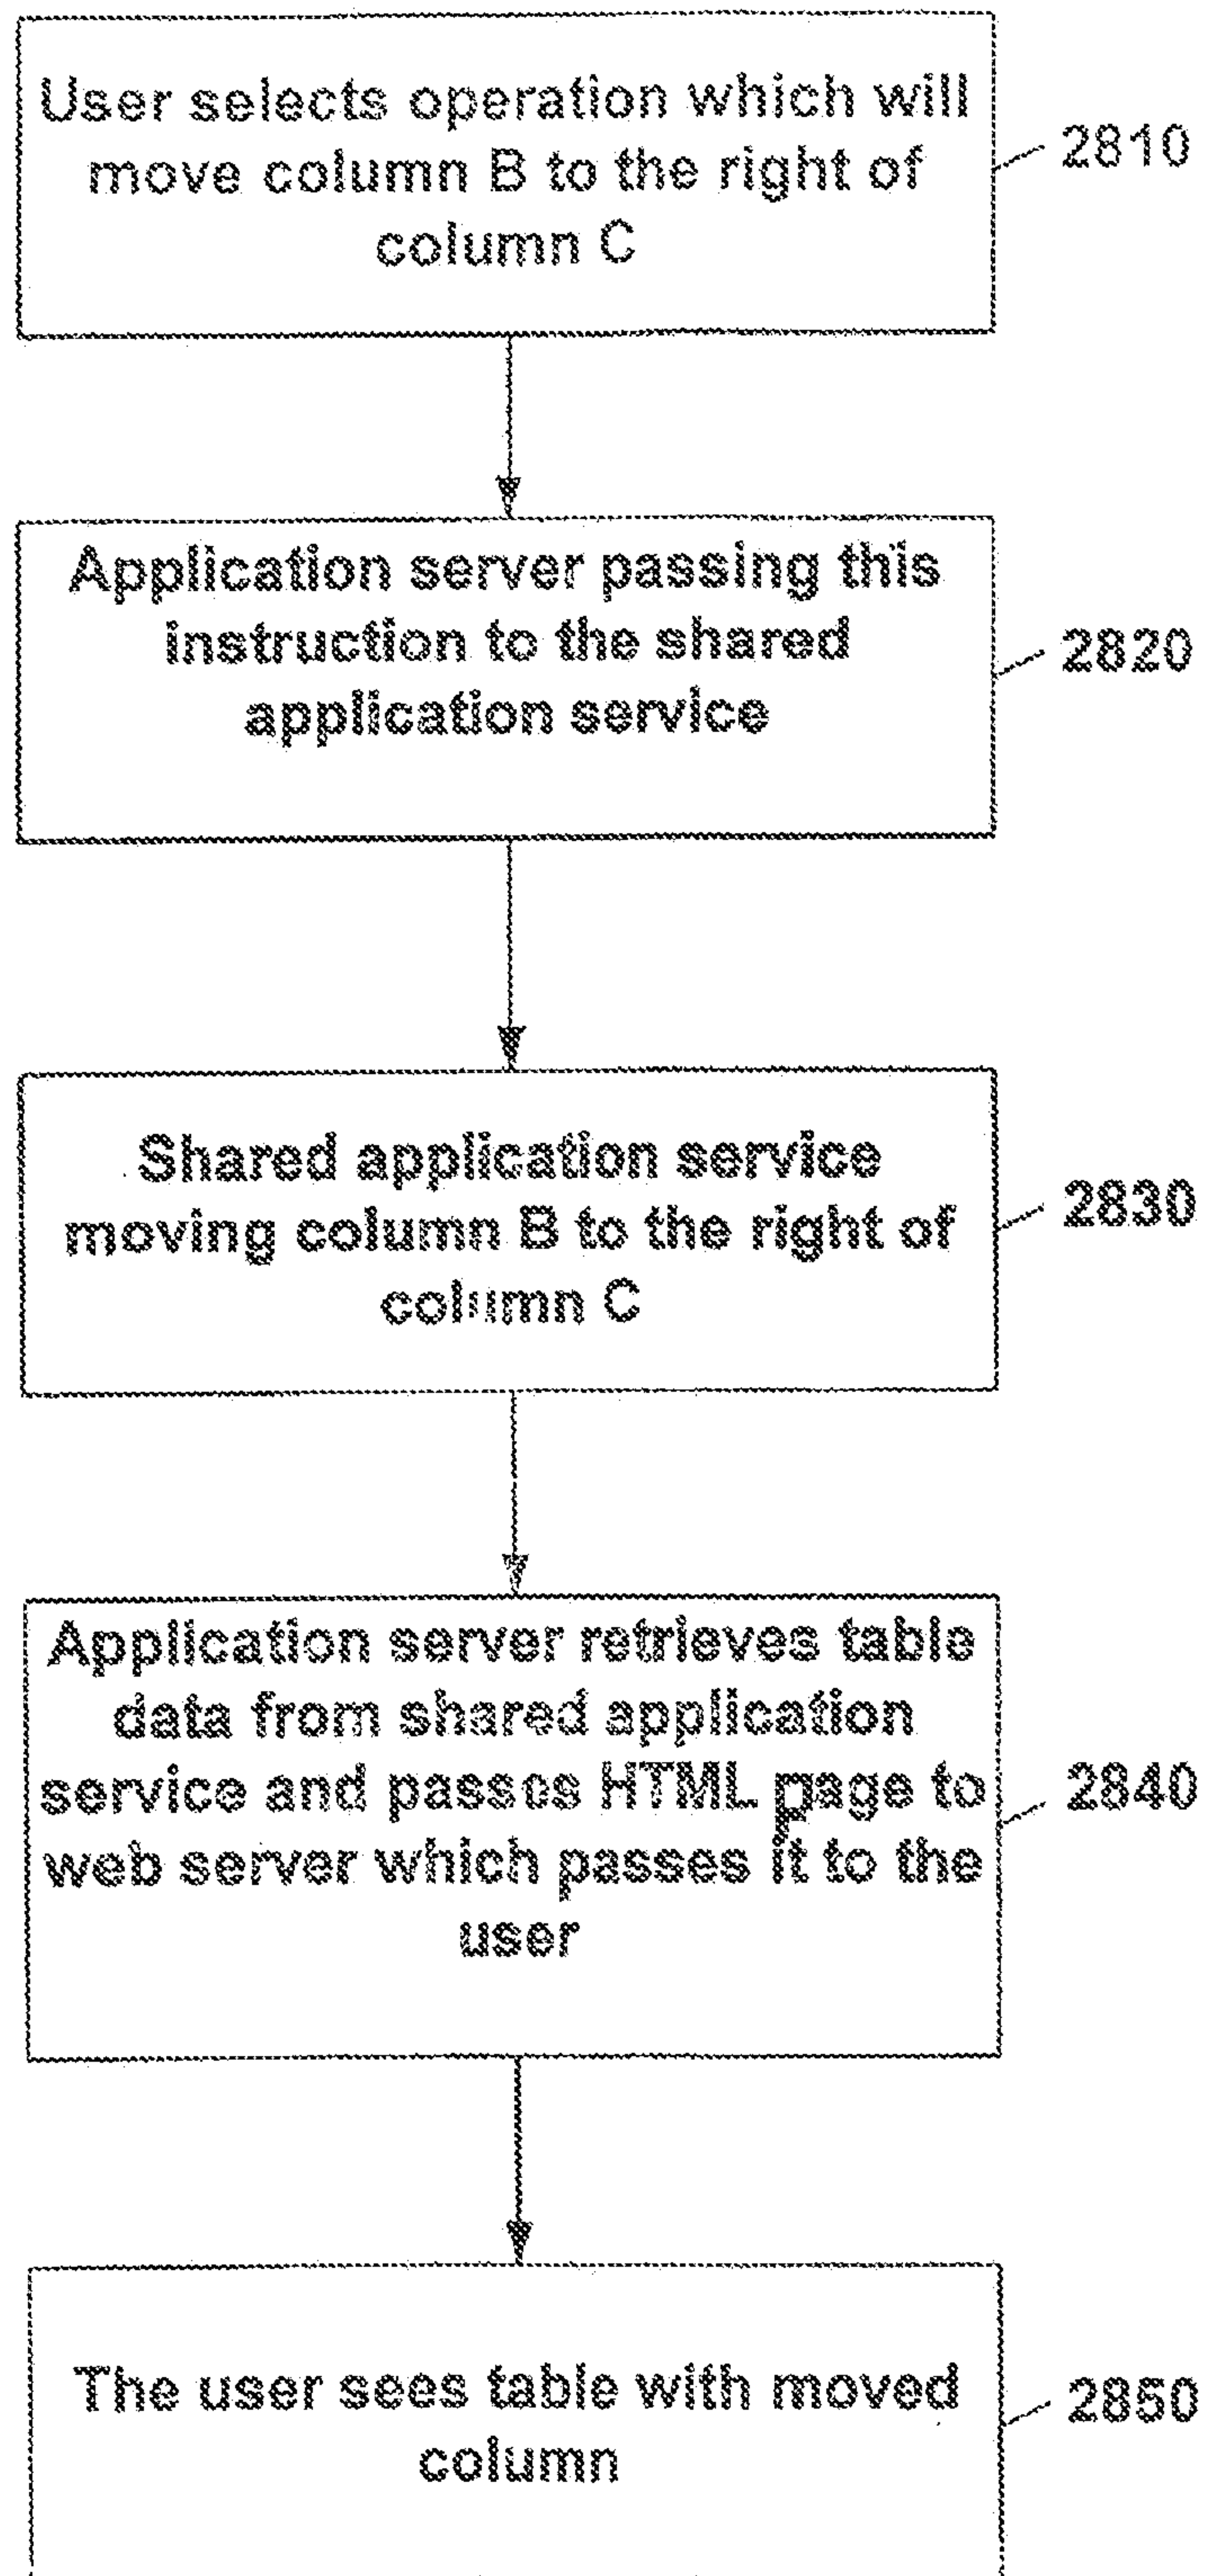 User selects operation which will
move column B to the right of
column C
2810
Application server passing this
instruction to the shared
application service
2820
Shared application service
moving column B to the right of
column C
2830
Application server retrieves table
data from shared application
service and passes HTML page to
web server which passes it to the
user
2840
The user sees table with moved
column
2850